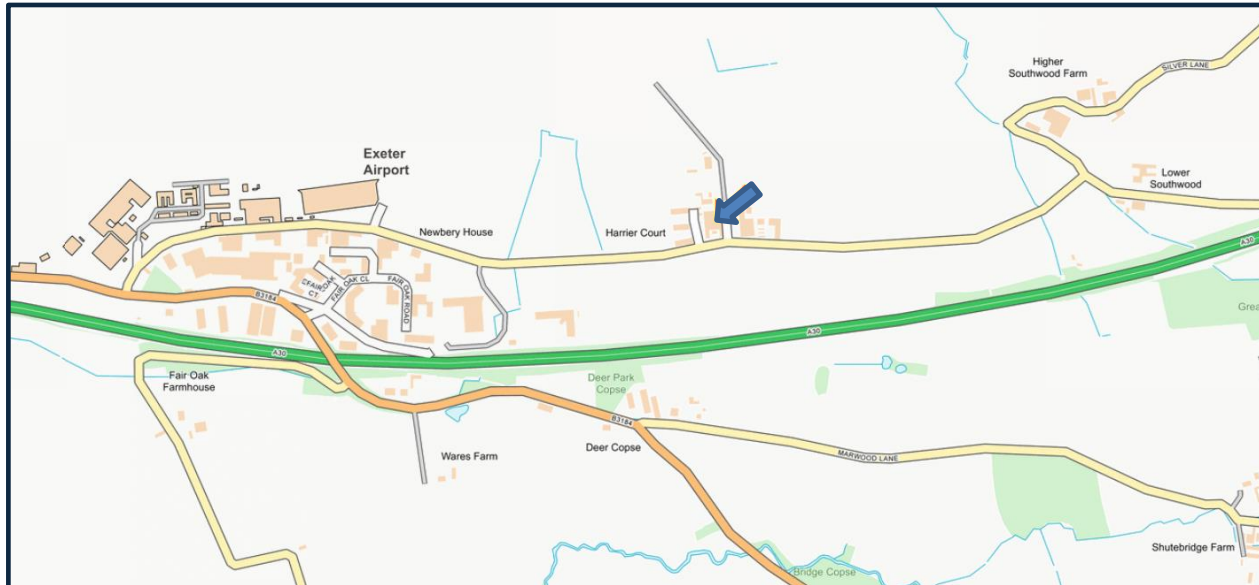 Higher
Southwood Farm
SILVER LANE
Exeter
Airport
Lower
Southwood
Newbery House
Harrier Court
FAIR OAK
CT
FAIR OAK CL
FAIR OAK ROAD
B3184
A30
A30
A30
Fair Oak
Farmhouse
Deer Park
Copse
B3184
Wares Farm
Deer Copse
MARWOOD LANE
Shutebridge Farm
Bridge Copse